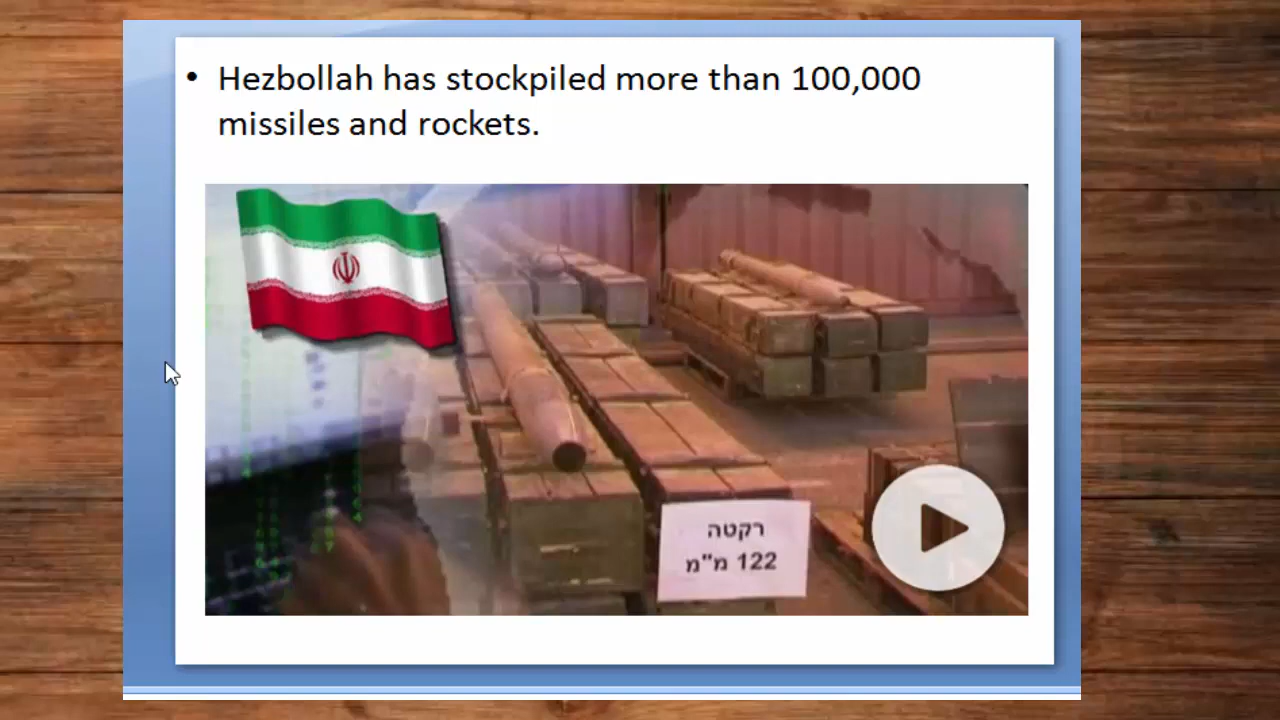 • Hezbollah has stockpiled more than 100,000
missiles and rockets.
רקטה
122 מ"מ